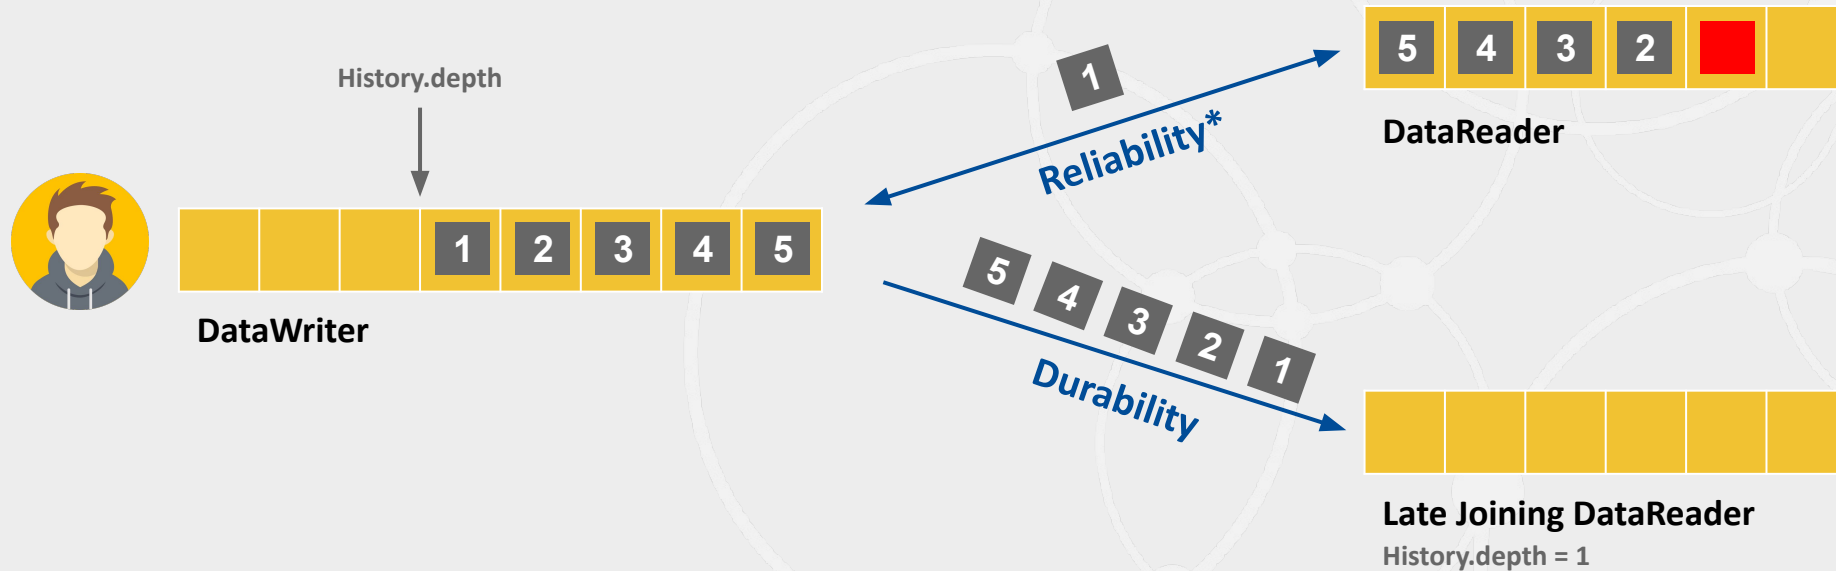 History.depth
1 2 3 4 5
DataWriter
1
Reliability*
5 4 3 2
DataReader
5 4 3 2 1
Durability
Late Joining DataReader
History.depth = 1